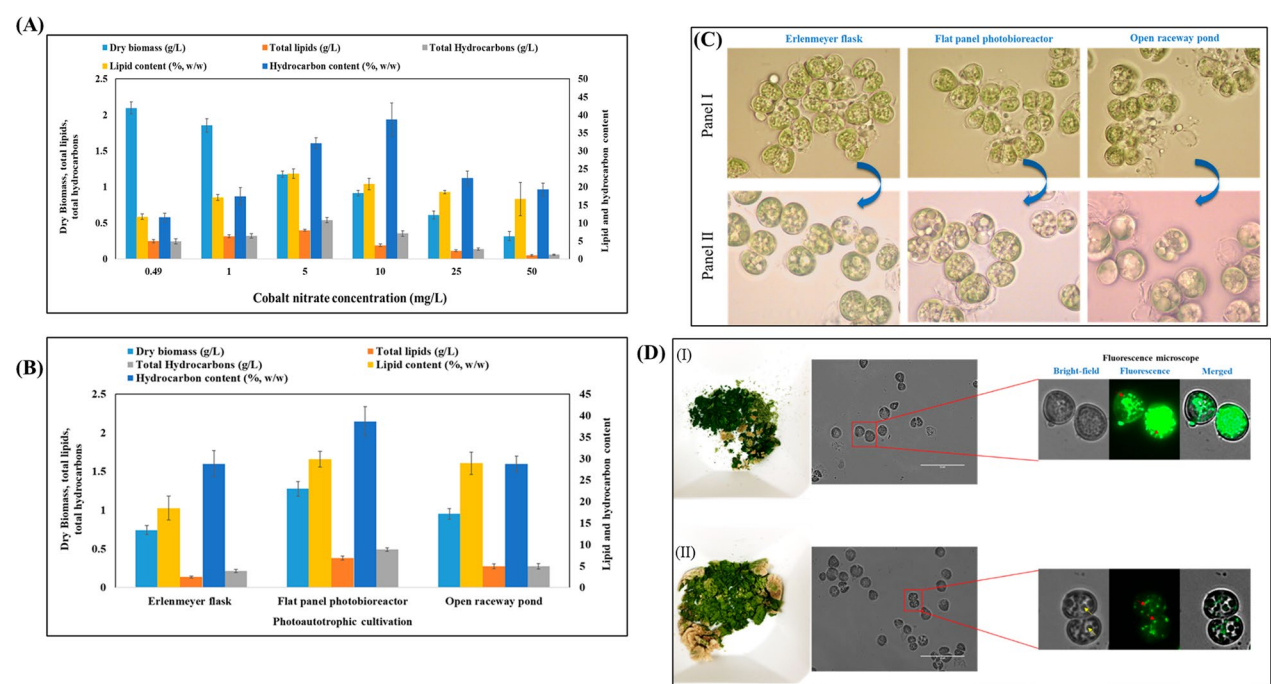 (A)
Dry biomass (g/L)
Total lipids (g/L)
Total Hydrocarbons (g/L)
Lipid content (%, w/w)
Hydrocarbon content (%, w/w)
Dry Biomass, total lipids,
total hydrocarbons
2.5
2
1.5
1
0.5
0
50
45
40
35
30
25
20
15
10
5
0
Lipid and hydrocarbon content
0.49 1 5 10 25 50
Cobalt nitrate concentration (mg/L)
(B)
Dry biomass (g/L)
Total lipids (g/L)
Total Hydrocarbons (g/L)
Lipid content (%, w/w)
Hydrocarbon content (%, w/w)
Dry Biomass, total lipids,
total hydrocarbons
2.5
2
1.5
1
0.5
0
45
40
35
30
25
20
15
10
5
0
Lipid and hydrocarbon content
Erlenmeyer flask Flat panel photobioreactor Open raceway pond
Photoautotrophic cultivation
(C)
Erlenmeyer flask Flat panel photobioreactor Open raceway pond
Panel I
Panel II
(D)
(I)
Fluorescence microscope
Bright-field Fluorescence Merged
(II)